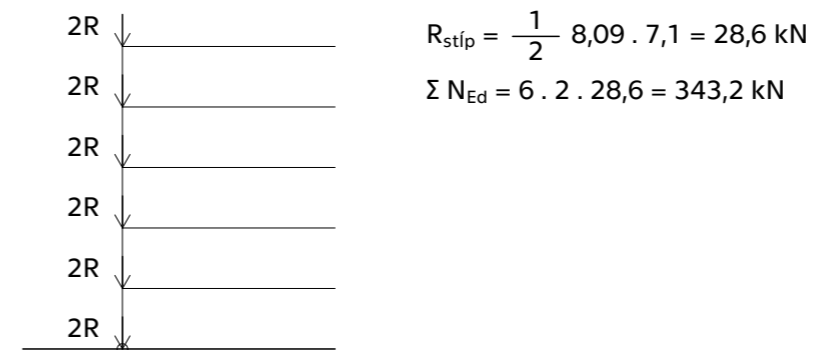 2R
2R
2R
2R
2R
2R
R_stíp = 1/2 8,09 . 7,1 = 28,6 kN
Σ N_Ed = 6 . 2 . 28,6 = 343,2 kN